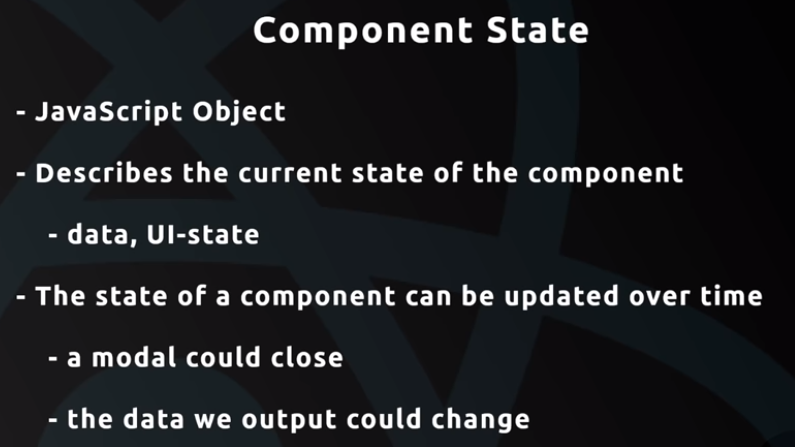 Component State
- JavaScript Object
- Describes the current state of the component
- data, UI-state
- The state of a component can be updated over time
- a modal could close
- the data we output could change